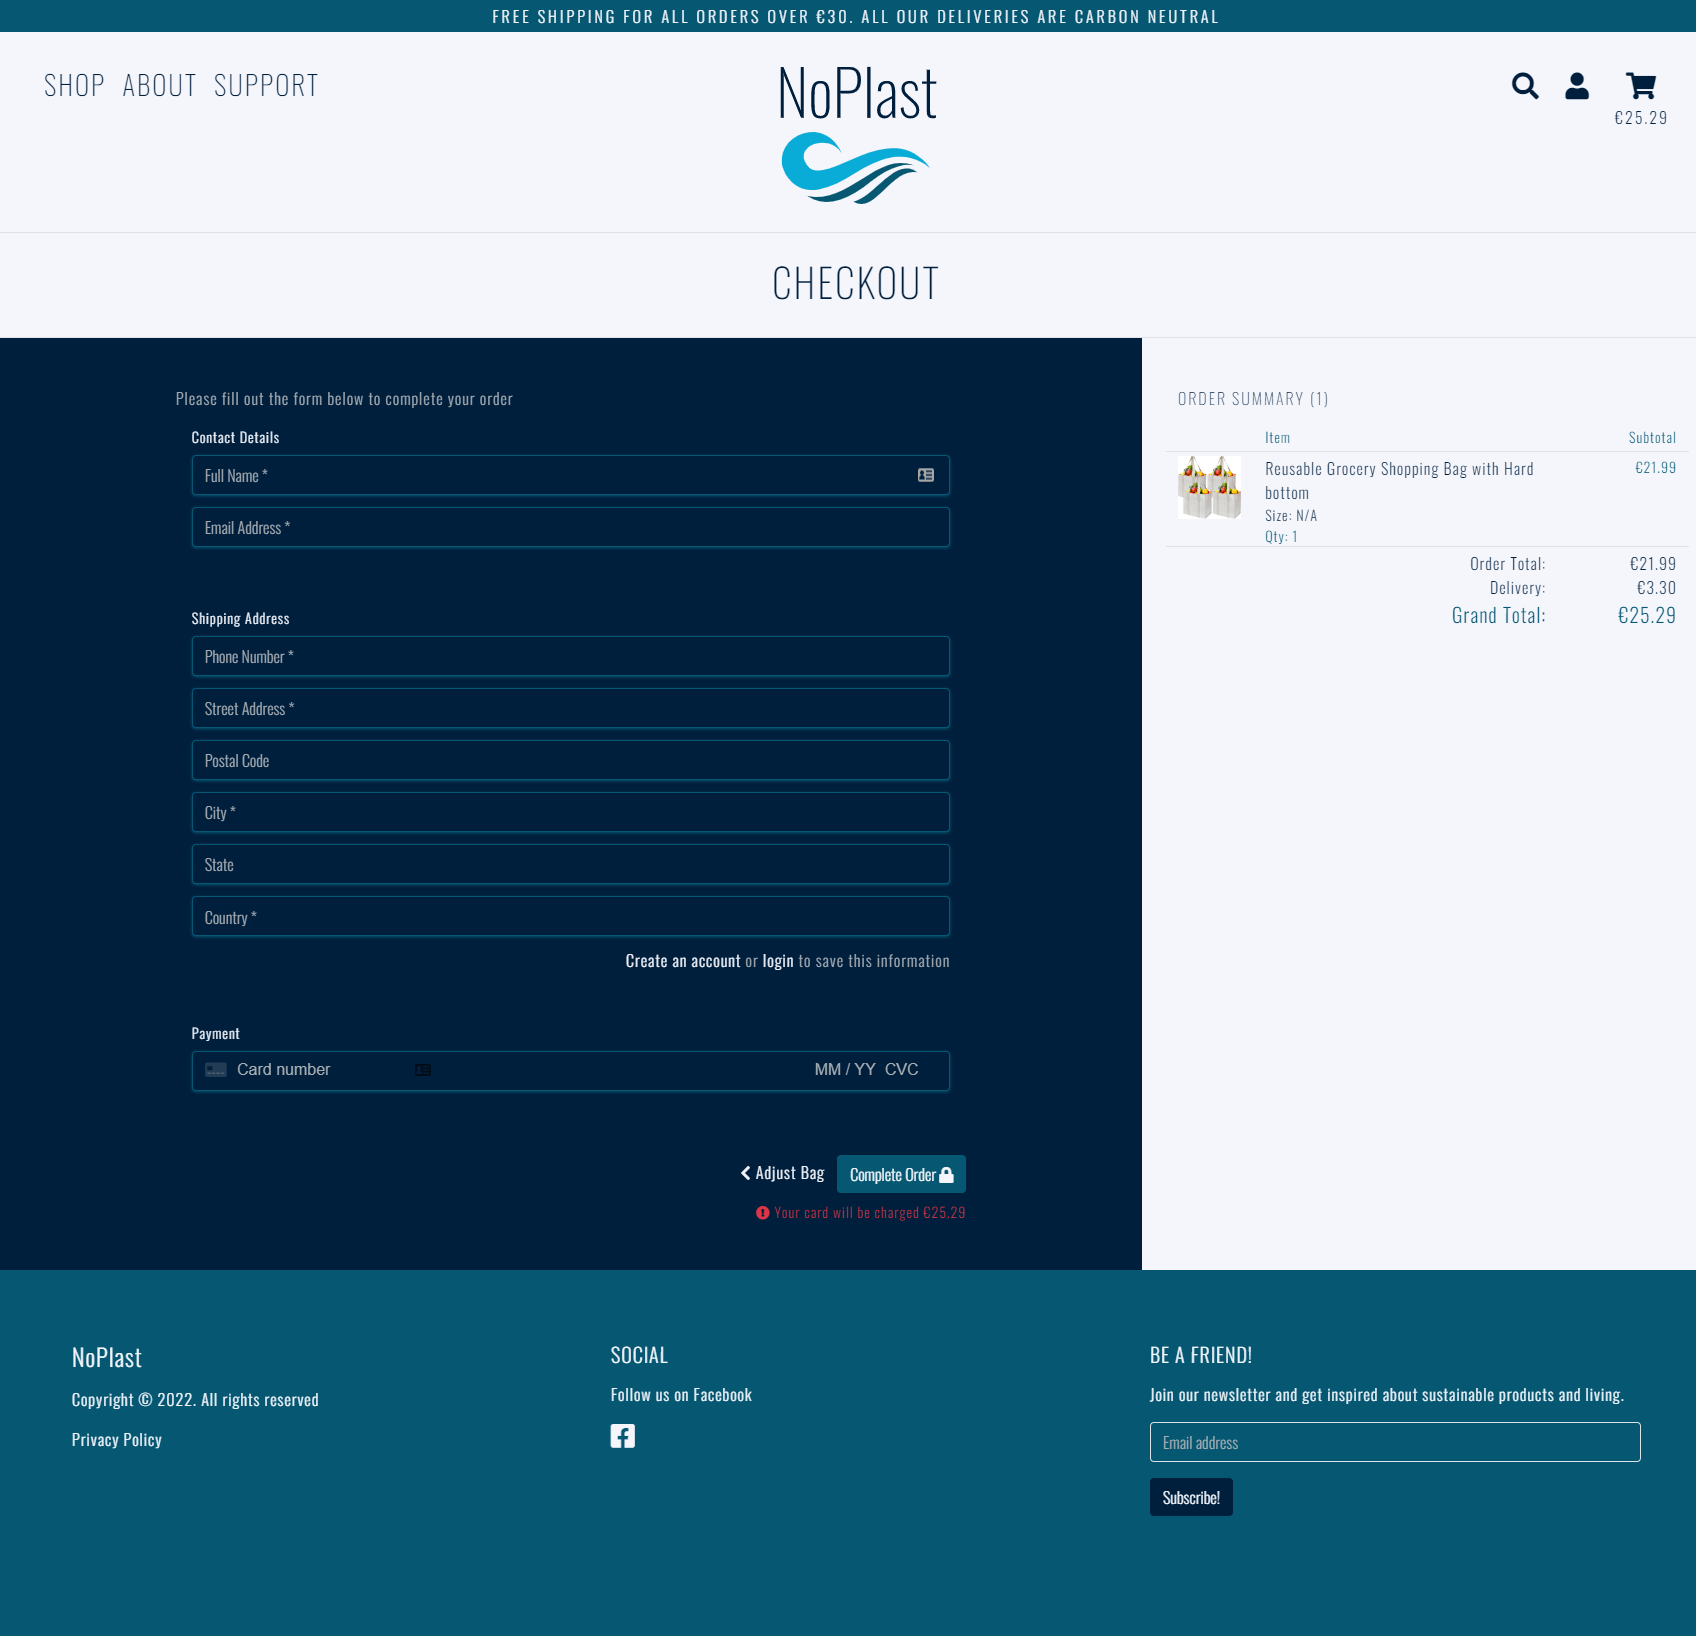 FREE SHIPPING FOR ALL ORDERS OVER €30. ALL OUR DELIVERIES ARE CARBON NEUTRAL
SHOP ABOUT SUPPORT
NoPlast
€25.29
CHECKOUT
Please fill out the form below to complete your order
Contact Details
Full Name *
Email Address *
Shipping Address
Phone Number *
Street Address *
Postal Code
City *
State
Country *
Create an account or login to save this information
Payment
Card number MM / YY CVC
Adjust Bag Complete Order
Your card will be charged €25.29
ORDER SUMMARY (1)
Item Subtotal
Reusable Grocery Shopping Bag with Hard €21.99
bottom
Size: N/A
Qty: 1
Order Total: €21.99
Delivery: €3.30
Grand Total: €25.29
NoPlast
Copyright © 2022. All rights reserved
Privacy Policy
SOCIAL
Follow us on Facebook
BE A FRIEND!
Join our newsletter and get inspired about sustainable products and living.
Email address
Subscribe!